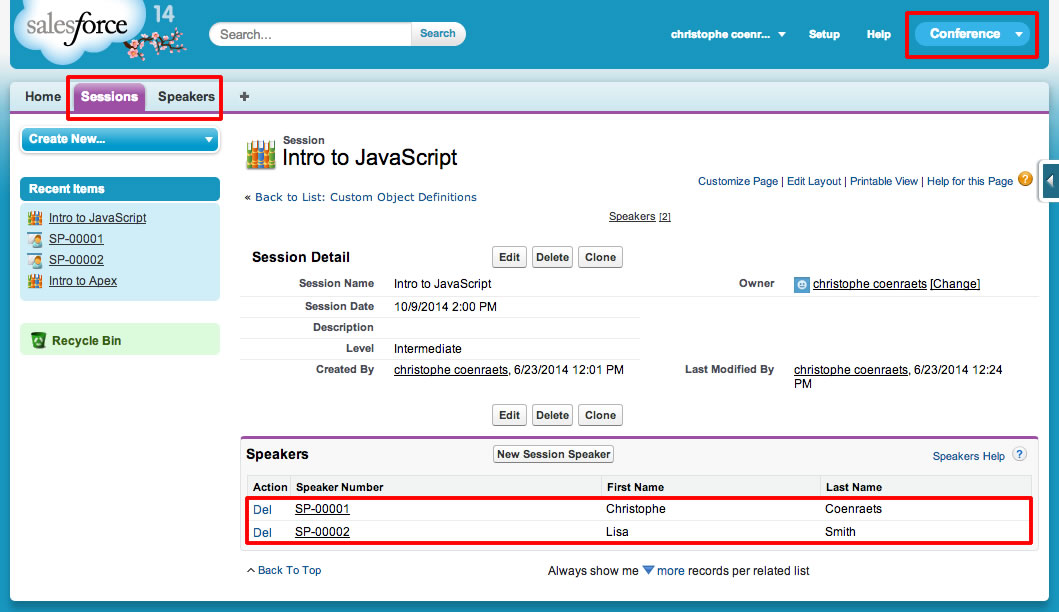 salesforce 14
Search... Search
christophe coenr... Setup Help Conference
Home Sessions Speakers +
Create New...
Recent Items
Intro to JavaScript
SP-00001
SP-00002
Intro to Apex
Recycle Bin
Session
Intro to JavaScript
Customize Page | Edit Layout | Printable View | Help for this Page ?
« Back to List: Custom Object Definitions
Speakers [2]
Session Detail Edit Delete Clone
Session Name Intro to JavaScript Owner christophe coenraets [Change]
Session Date 10/9/2014 2:00 PM
Description
Level Intermediate
Created By christophe coenraets, 6/23/2014 12:01 PM Last Modified By christophe coenraets, 6/23/2014 12:24
PM
Edit Delete Clone
Speakers New Session Speaker Speakers Help ?
Action Speaker Number First Name Last Name
Del SP-00001 Christophe Coenraets
Del SP-00002 Lisa Smith
^ Back To Top Always show me more records per related list